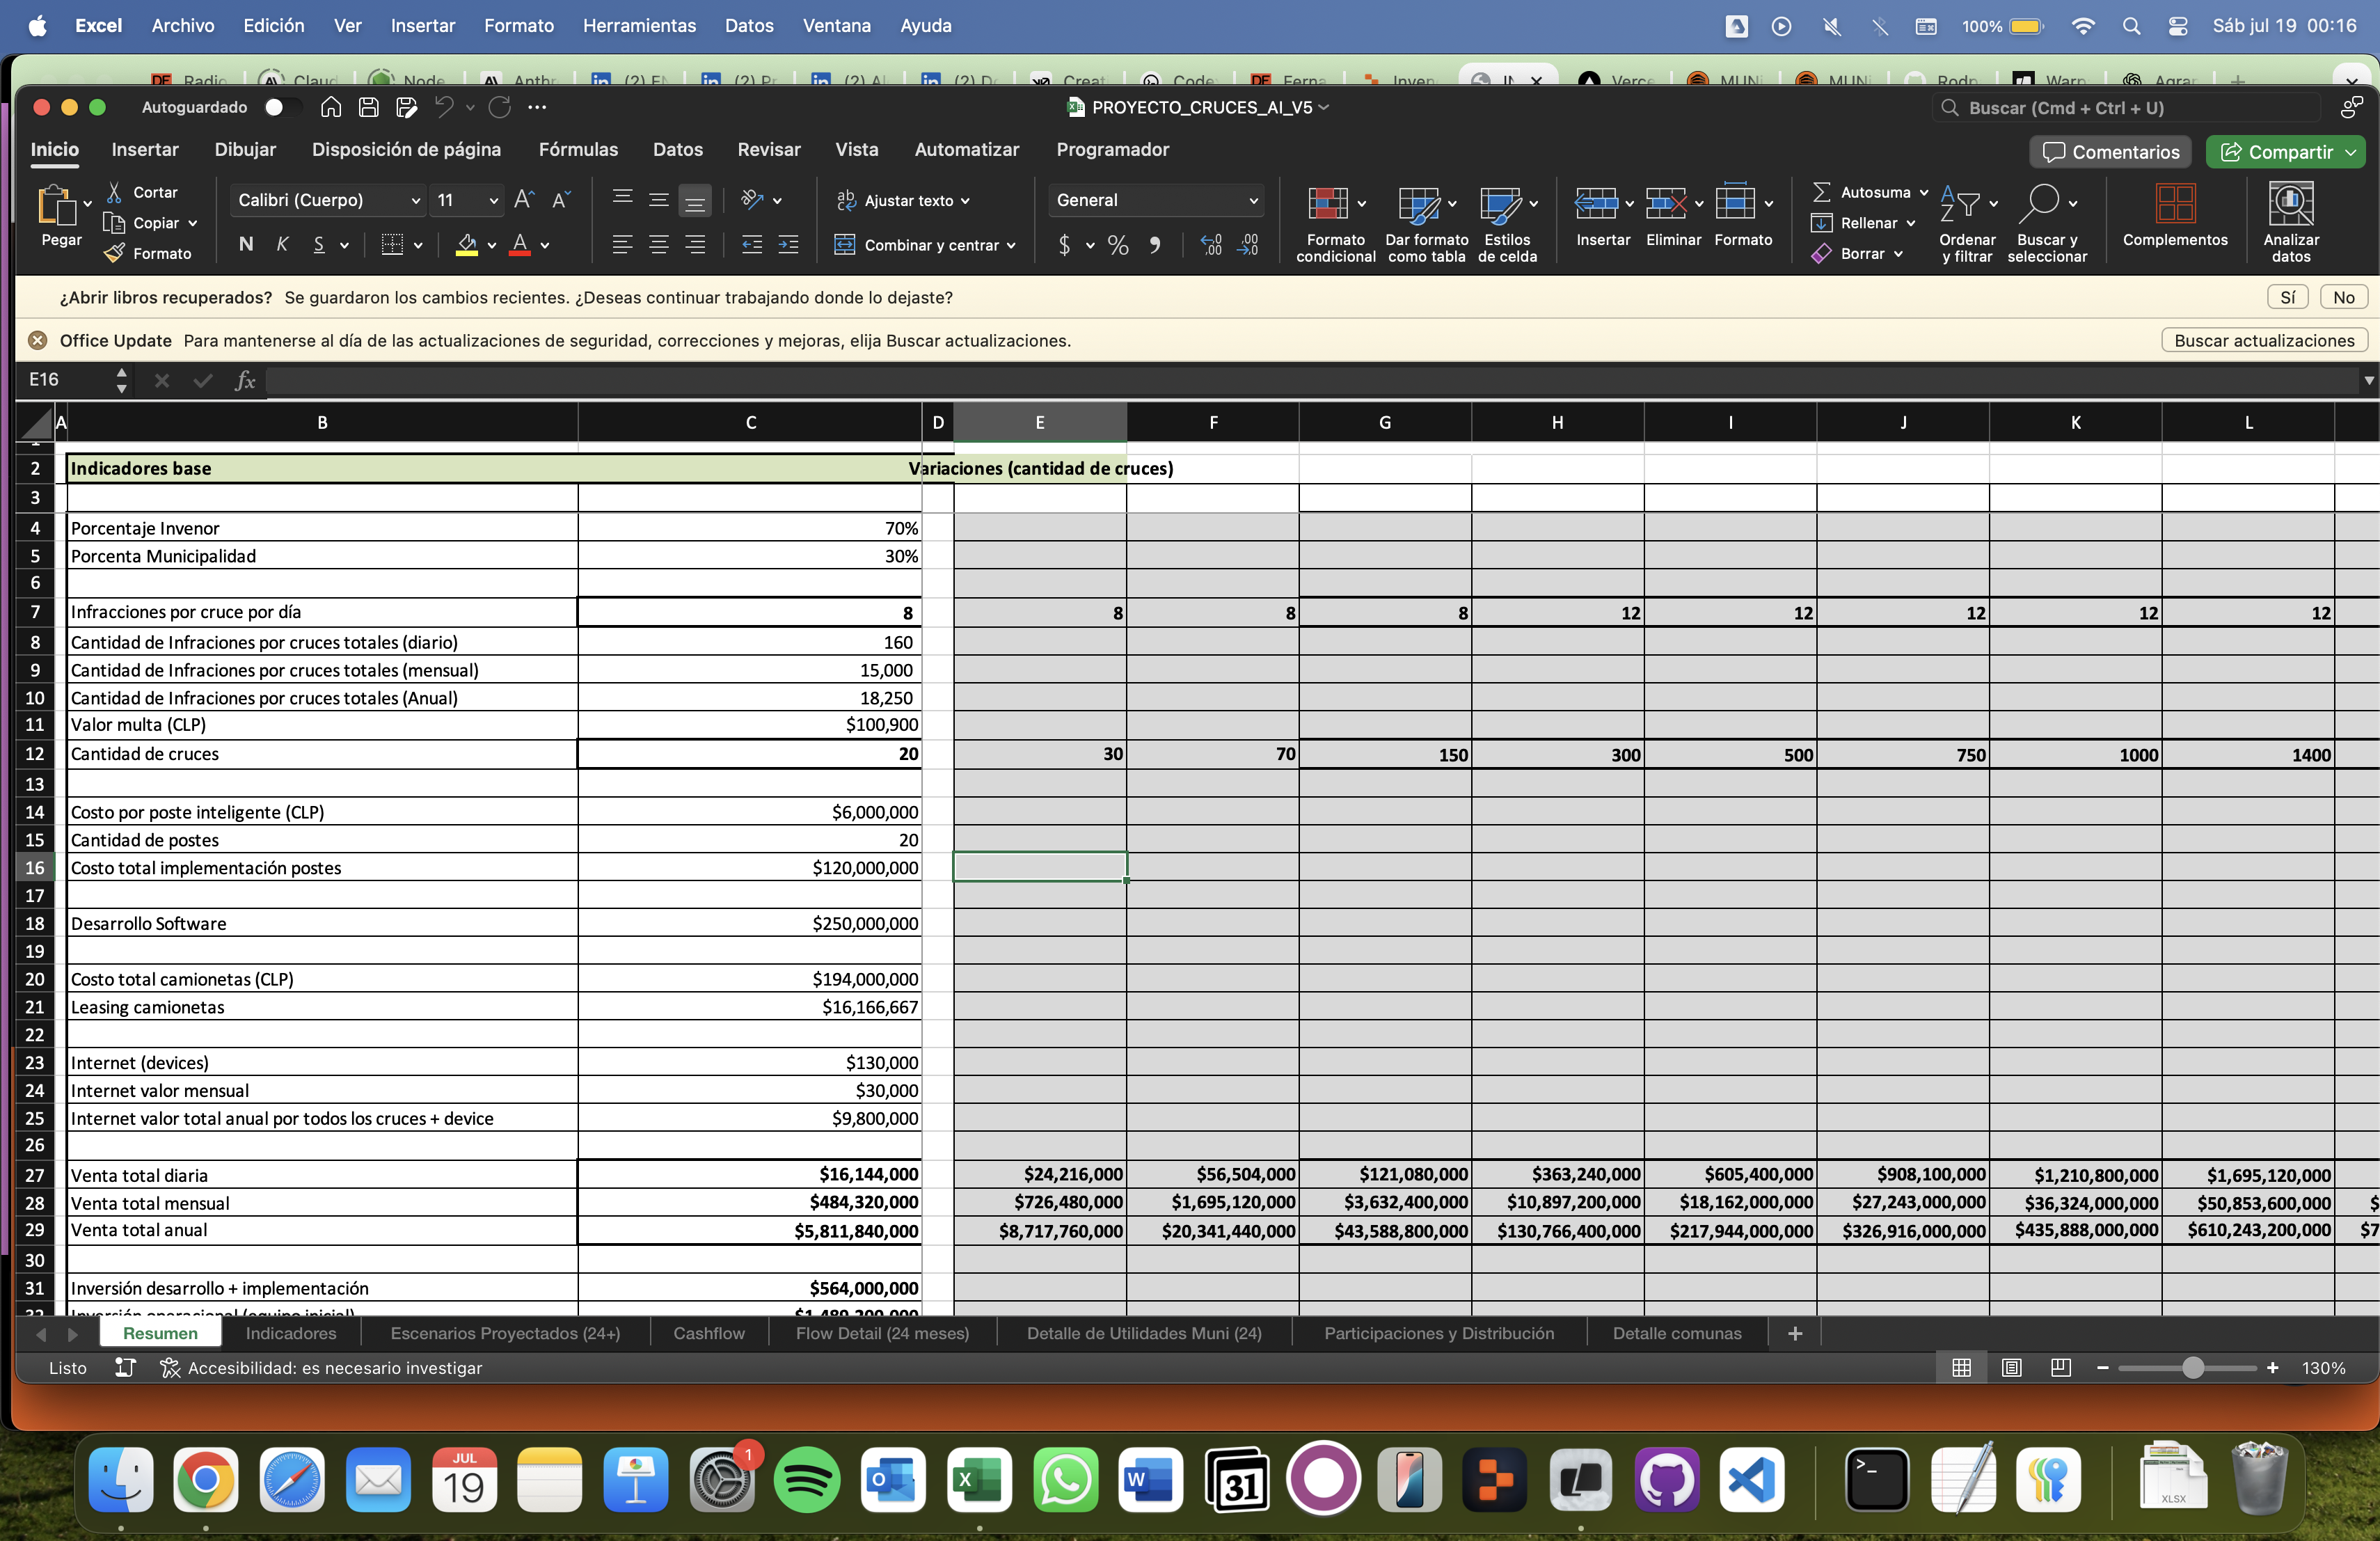 Excel Archivo Edición Ver Insertar Formato Herramientas Datos Ventana Ayuda 100% Sáb jul 19 00:16
Autoguardado PROYECTO_CRUCES_AI_V5 Buscar (Cmd + Ctrl + U)
Inicio Insertar Dibujar Disposición de página Fórmulas Datos Revisar Vista Automatizar Programador Comentarios Compartir
Pegar Cortar Copiar Formato
Calibri (Cuerpo) 11 N K S
Ajustar texto
Combinar y centrar
General
Formato condicional
Dar formato como tabla
Estilos de celda
Insertar Eliminar Formato
Autosuma
Rellenar
Borrar
Ordenar y filtrar
Buscar y seleccionar
Complementos
Analizar datos
¿Abrir libros recuperados? Se guardaron los cambios recientes. ¿Deseas continuar trabajando donde lo dejaste? Sí No
Office Update Para mantenerse al día de las actualizaciones de seguridad, correcciones y mejoras, elija Buscar actualizaciones. Buscar actualizaciones
E16 fx
A B C D E F G H I J K L
2 Indicadores base Variaciones (cantidad de cruces)
3
4 Porcentaje Invenor 70%
5 Porcenta Municipalidad 30%
6
7 Infracciones por cruce por día 8 8 8 8 12 12 12 12 12
8 Cantidad de Infraciones por cruces totales (diario) 160
9 Cantidad de Infraciones por cruces totales (mensual) 15,000
10 Cantidad de Infraciones por cruces totales (Anual) 18,250
11 Valor multa (CLP) $100,900
12 Cantidad de cruces 20 30 70 150 300 500 750 1000 1400
13
14 Costo por poste inteligente (CLP) $6,000,000
15 Cantidad de postes 20
16 Costo total implementación postes $120,000,000
17
18 Desarrollo Software $250,000,000
19
20 Costo total camionetas (CLP) $194,000,000
21 Leasing camionetas $16,166,667
22
23 Internet (devices) $130,000
24 Internet valor mensual $30,000
25 Internet valor total anual por todos los cruces + device $9,800,000
26
27 Venta total diaria $16,144,000 $24,216,000 $56,504,000 $121,080,000 $363,240,000 $605,400,000 $908,100,000 $1,210,800,000 $1,695,120,000
28 Venta total mensual $484,320,000 $726,480,000 $1,695,120,000 $3,632,400,000 $10,897,200,000 $18,162,000,000 $27,243,000,000 $36,324,000,000 $50,853,600,000 $
29 Venta total anual $5,811,840,000 $8,717,760,000 $20,341,440,000 $43,588,800,000 $130,766,400,000 $217,944,000,000 $326,916,000,000 $435,888,000,000 $610,243,200,000 $7
30
31 Inversión desarrollo + implementación $564,000,000
Resumen Indicadores Escenarios Proyectados (24+) Cashflow Flow Detail (24 meses) Detalle de Utilidades Muni (24) Participaciones y Distribución Detalle comunas
Listo Accesibilidad: es necesario investigar 130%
JUL
19
1
31
XLSX